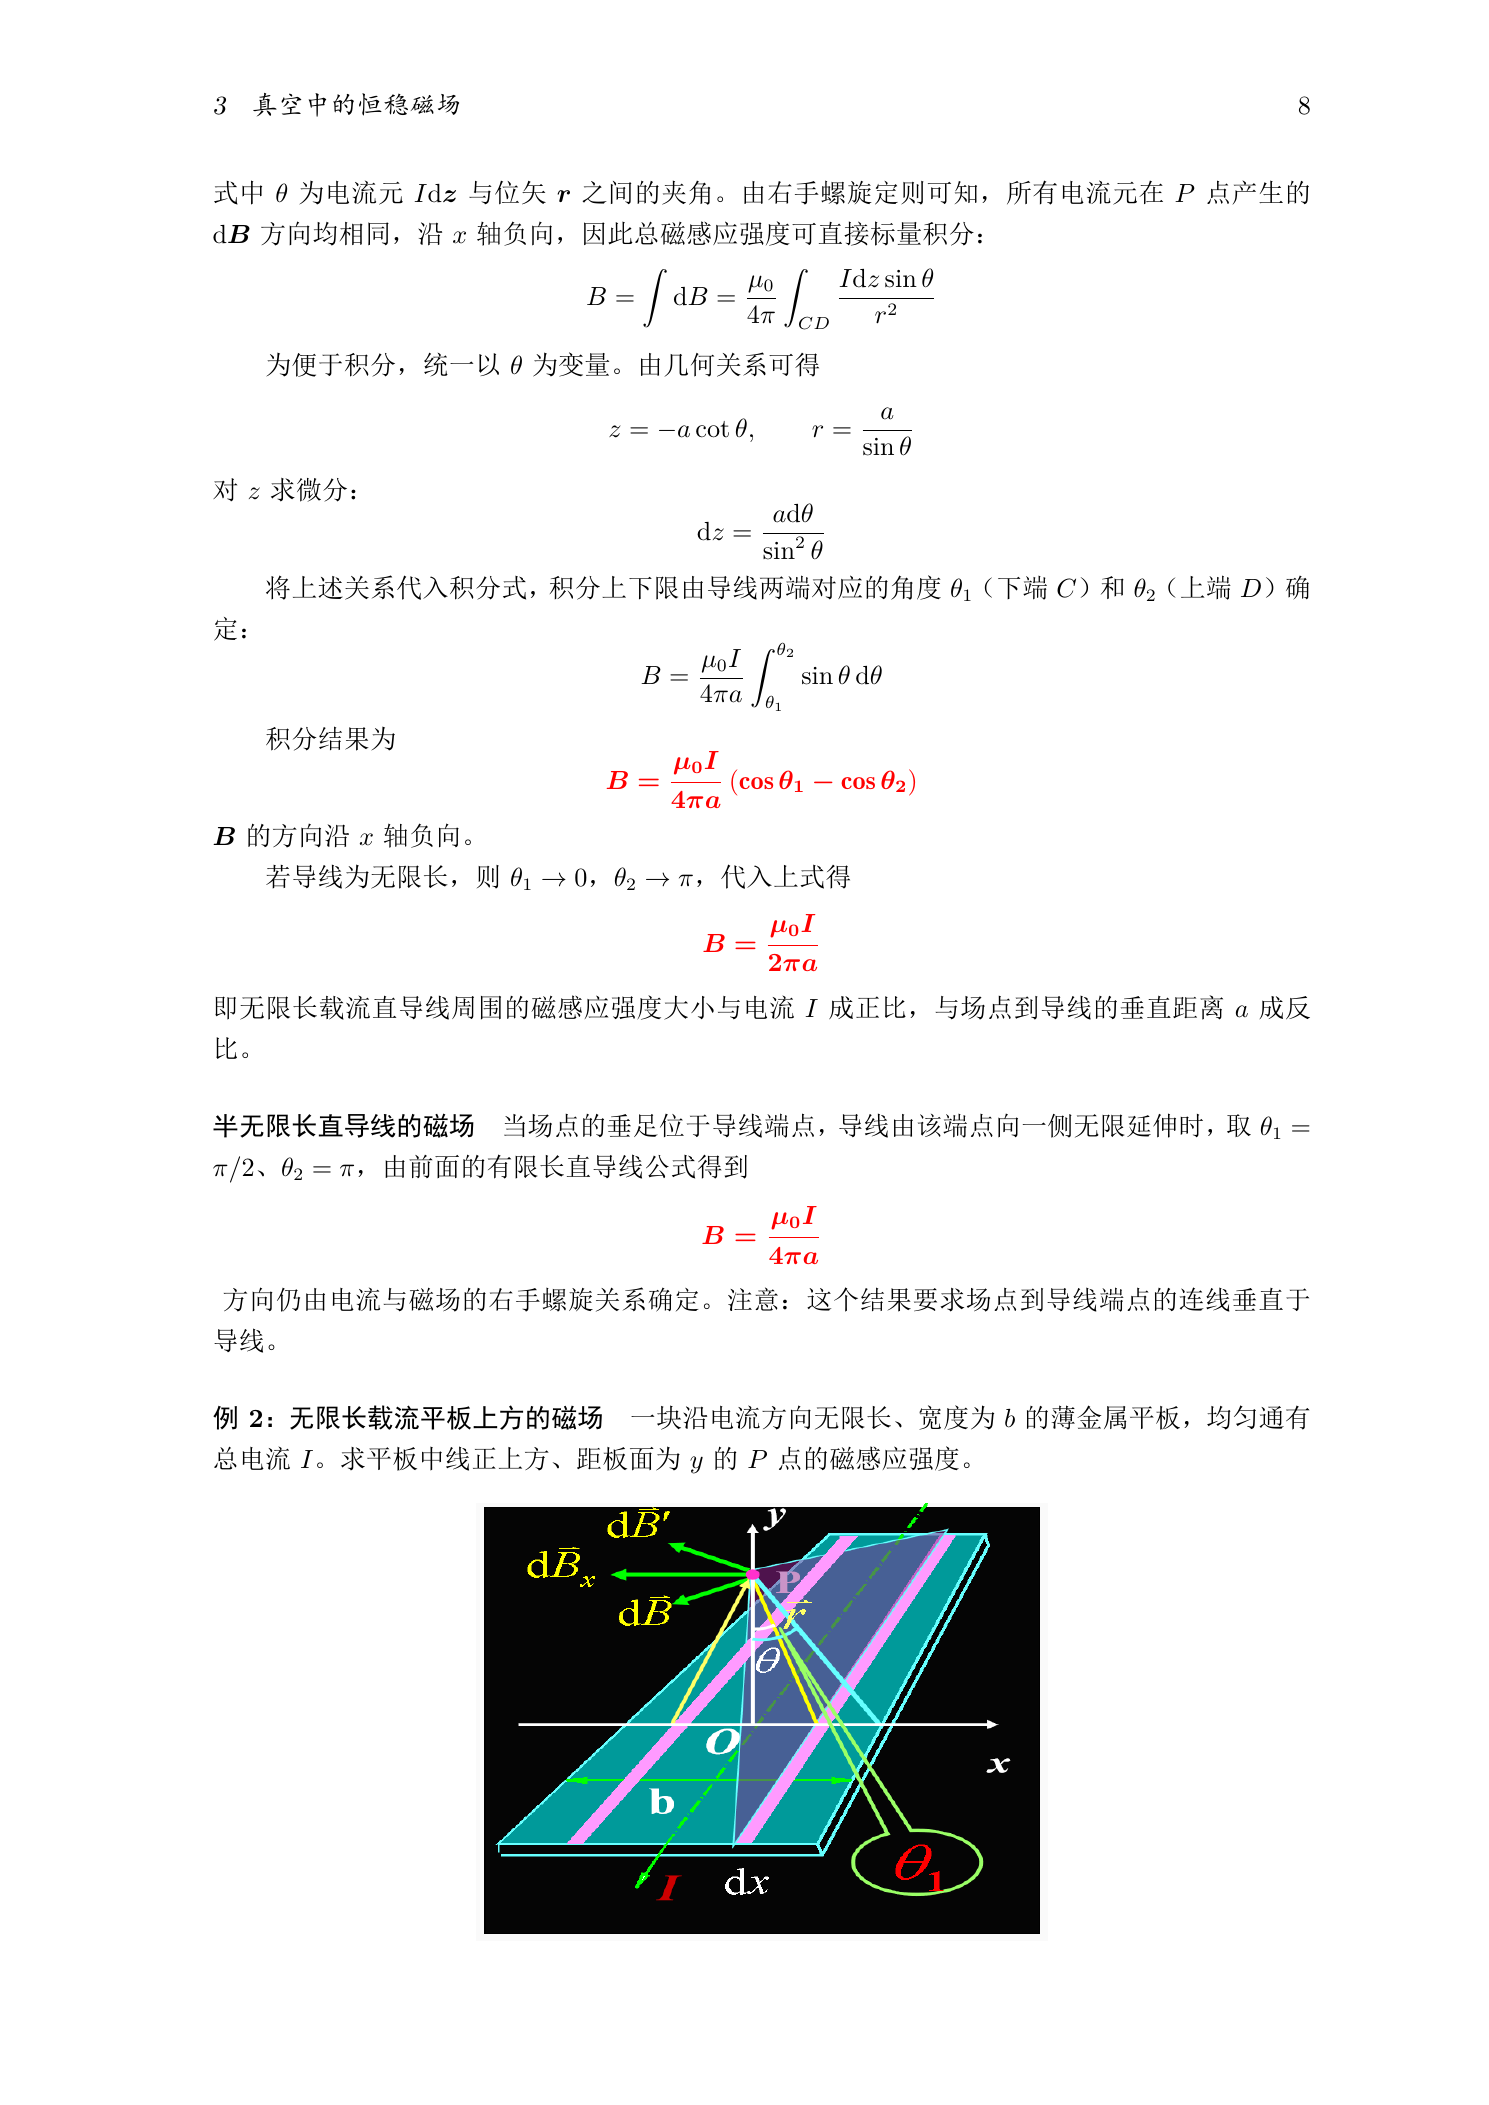 3 真空中的恒稳磁场 8
式中 θ 为电流元 Idz 与位矢 r 之间的夹角。由右手螺旋定则可知，所有电流元在 P 点产生的
dB 方向均相同，沿 x 轴负向，因此总磁感应强度可直接标量积分：
B = ∫ dB = μ₀/4π ∫_CD Idz sin θ / r²
为便于积分，统一以 θ 为变量。由几何关系可得
z = −a cot θ, r = a / sin θ
对 z 求微分：
dz = adθ / sin² θ
将上述关系代入积分式，积分上下限由导线两端对应的角度 θ₁（下端 C）和 θ₂（上端 D）确
定：
B = μ₀I/4πa ∫_θ₁^θ₂ sin θ dθ
积分结果为
B = μ₀I/4πa (cos θ₁ − cos θ₂)
B 的方向沿 x 轴负向。
若导线为无限长，则 θ₁ → 0，θ₂ → π，代入上式得
B = μ₀I/2πa
即无限长载流直导线周围的磁感应强度大小与电流 I 成正比，与场点到导线的垂直距离 a 成反
比。
半无限长直导线的磁场 当场点的垂足位于导线端点，导线由该端点向一侧无限延伸时，取 θ₁ =
π/2、θ₂ = π，由前面的有限长直导线公式得到
B = μ₀I/4πa
方向仍由电流与磁场的右手螺旋关系确定。注意：这个结果要求场点到导线端点的连线垂直于
导线。
例 2：无限长载流平板上方的磁场 一块沿电流方向无限长、宽度为 b 的薄金属平板，均匀通有
总电流 I。求平板中线正上方、距板面为 y 的 P 点的磁感应强度。
y
dB⃗′
dB⃗ₓ
P
dB⃗
r⃗
θ
O
x
b
θ₁
I
dx